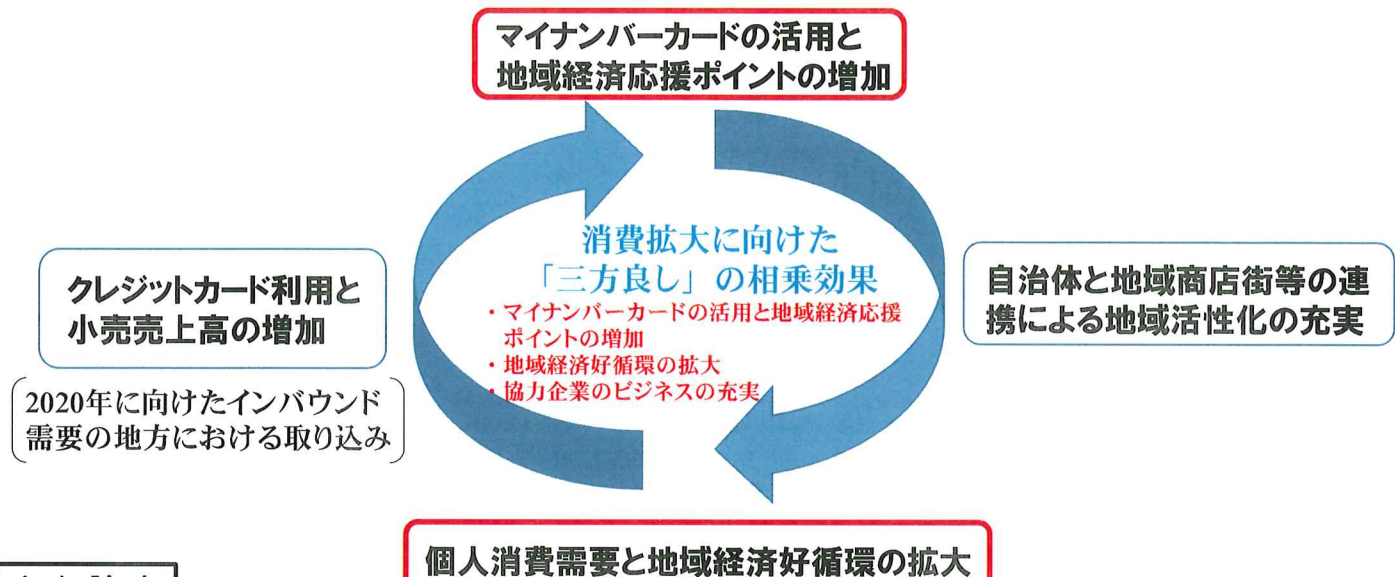 マイナンバーカードの活用と
地域経済応援ポイントの増加
消費拡大に向けた
「三方良し」の相乗効果
・マイナンバーカードの活用と地域経済応援
ポイントの増加
・地域経済好循環の拡大
・協力企業のビジネスの充実
クレジットカード利用と
小売売上高の増加
2020年に向けたインバウンド
需要の地方における取り込み
自治体と地域商店街等の連
携による地域活性化の充実
個人消費需要と地域経済好循環の拡大